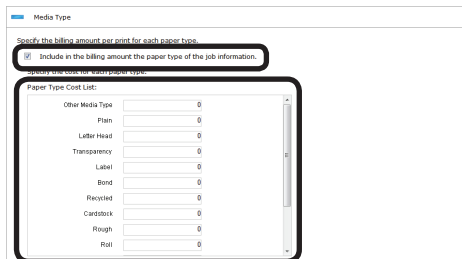 Media Type
Specify the billing amount per print for each paper type.
Include in the billing amount the paper type of the job information.
Specify the cost for each paper type.
Paper Type Cost List:
Other Media Type 0
Plain 0
Letter Head 0
Transparency 0
Label 0
Bond 0
Recycled 0
Cardstock 0
Rough 0
Roll 0